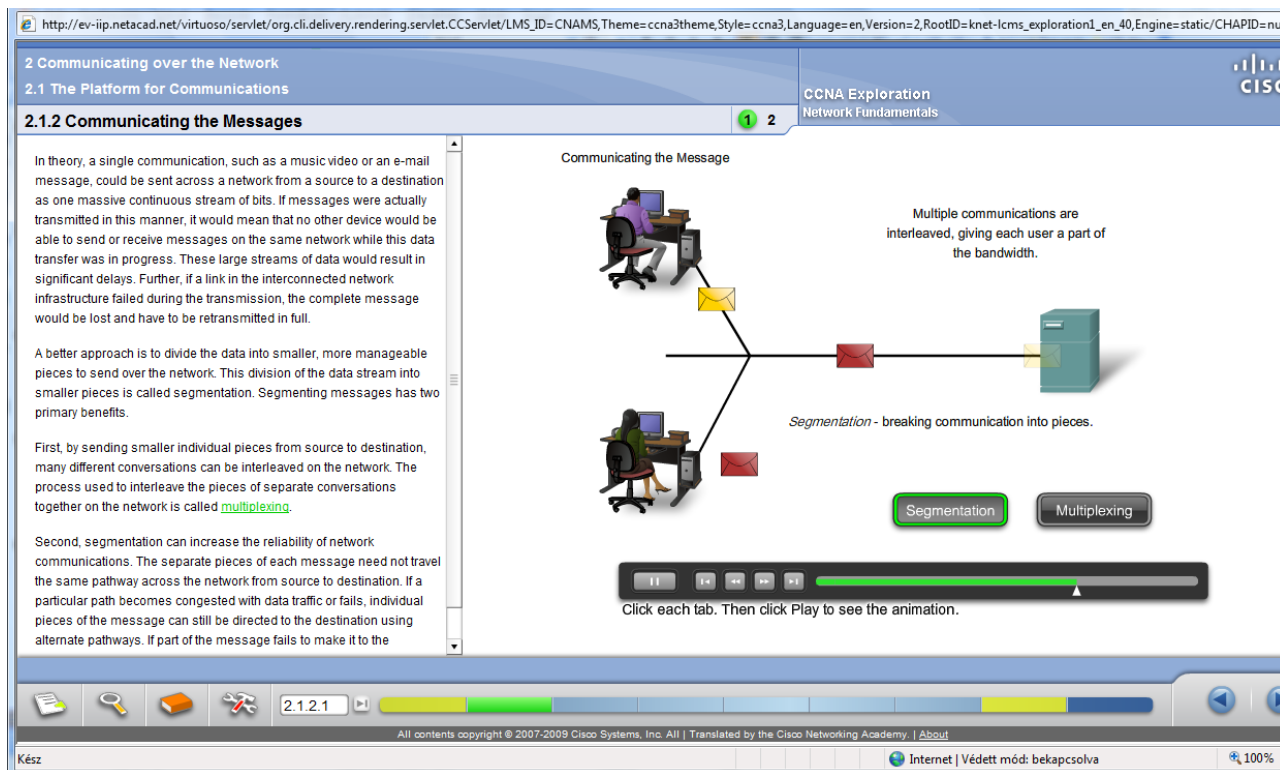 http://ev-iip.netacad.net/virtuoso/servlet/org.cli.delivery.rendering.servlet.CCServlet/LMS_ID=CNAMS,Theme=ccna3theme,Style=ccna3,Language=en,Version=2,RootID=knet-lcms_exploration1_en_40,Engine=static/CHAPID=nu
2 Communicating over the Network
2.1 The Platform for Communications
CCNA Exploration
Network Fundamentals
CISC
2.1.2 Communicating the Messages
1 2
In theory, a single communication, such as a music video or an e-mail
message, could be sent across a network from a source to a destination
as one massive continuous stream of bits. If messages were actually
transmitted in this manner, it would mean that no other device would be
able to send or receive messages on the same network while this data
transfer was in progress. These large streams of data would result in
significant delays. Further, if a link in the interconnected network
infrastructure failed during the transmission, the complete message
would be lost and have to be retransmitted in full.
A better approach is to divide the data into smaller, more manageable
pieces to send over the network. This division of the data stream into
smaller pieces is called segmentation. Segmenting messages has two
primary benefits.
First, by sending smaller individual pieces from source to destination,
many different conversations can be interleaved on the network. The
process used to interleave the pieces of separate conversations
together on the network is called multiplexing.
Second, segmentation can increase the reliability of network
communications. The separate pieces of each message need not travel
the same pathway across the network from source to destination. If a
particular path becomes congested with data traffic or fails, individual
pieces of the message can still be directed to the destination using
alternate pathways. If part of the message fails to make it to the
Communicating the Message
Multiple communications are
interleaved, giving each user a part of
the bandwidth.
Segmentation - breaking communication into pieces.
Segmentation
Multiplexing
Click each tab. Then click Play to see the animation.
2.1.2.1
All contents copyright © 2007-2009 Cisco Systems, Inc. All | Translated by the Cisco Networking Academy. | About
Kész
Internet | Védett mód: bekapcsolva
100%